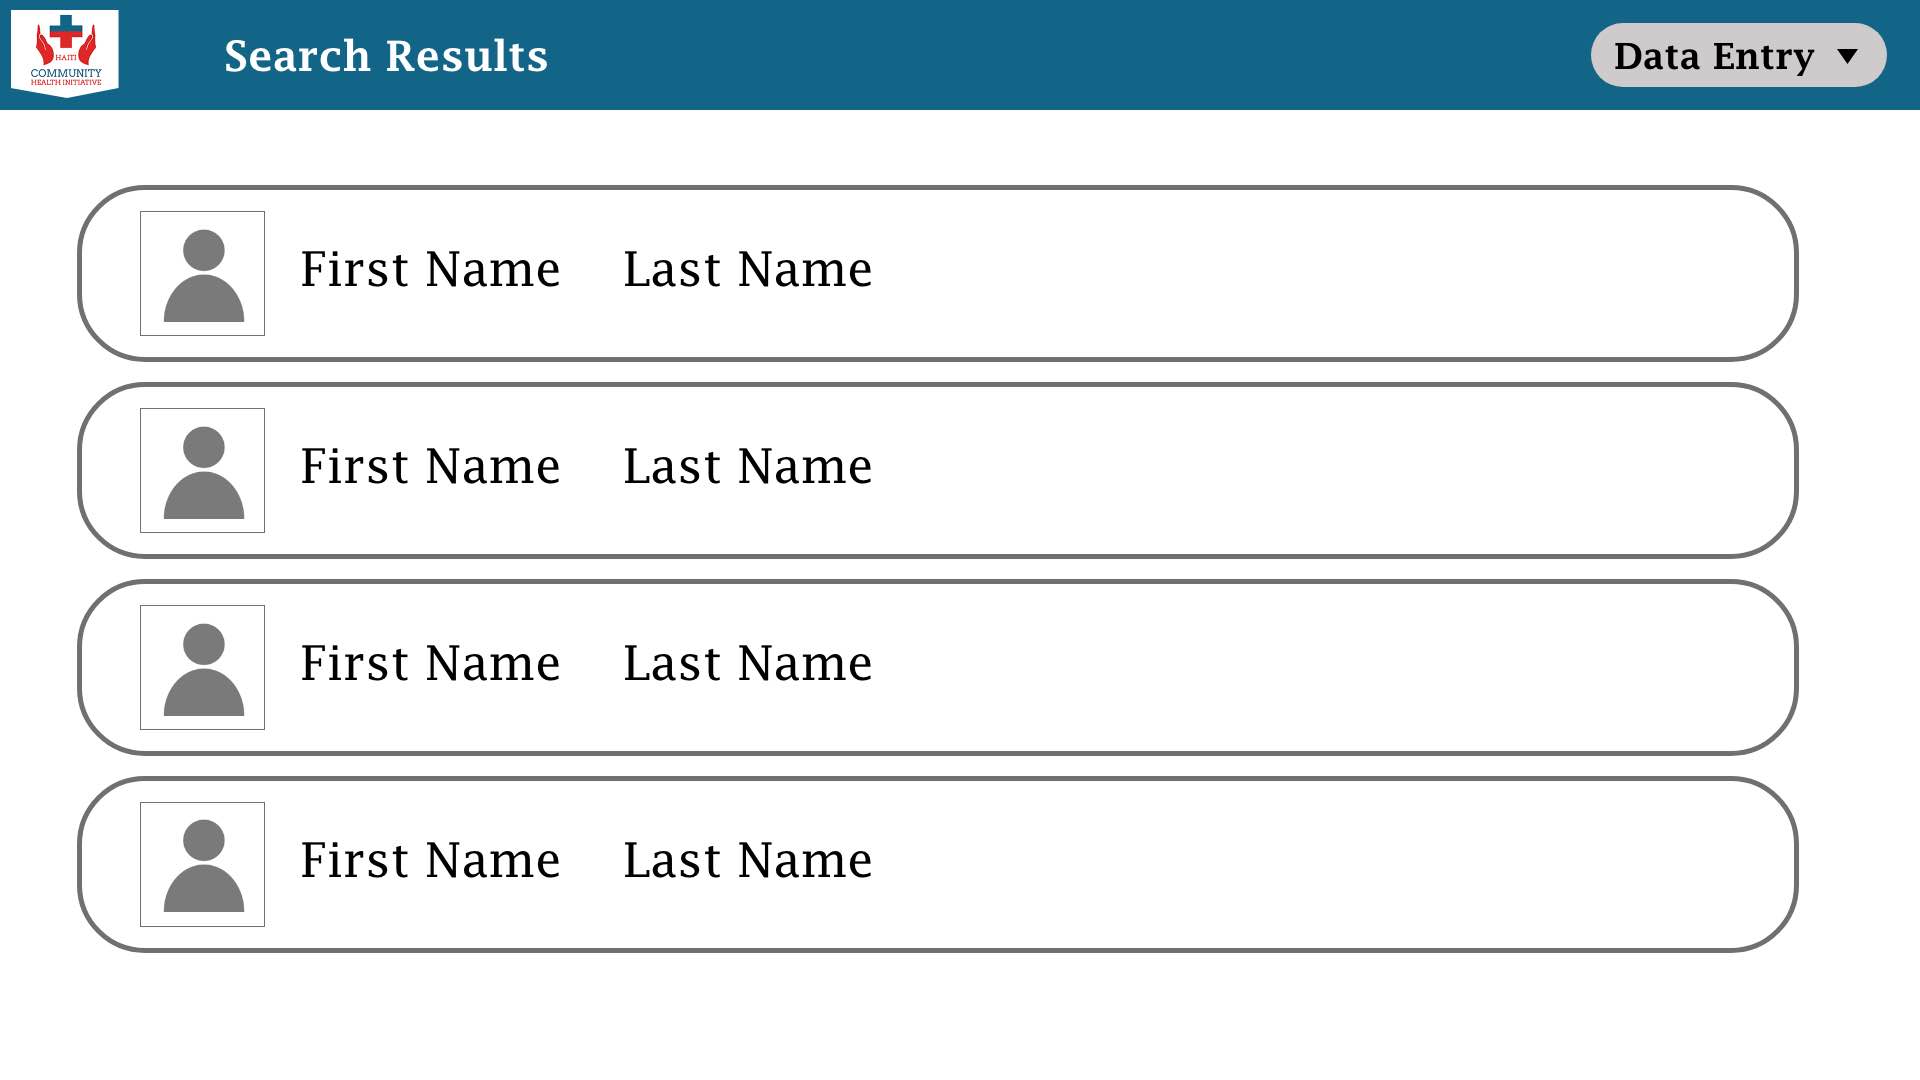 HAITI
COMMUNITY
HEALTH INITIATIVE
Search Results
Data Entry
First Name Last Name
First Name Last Name
First Name Last Name
First Name Last Name